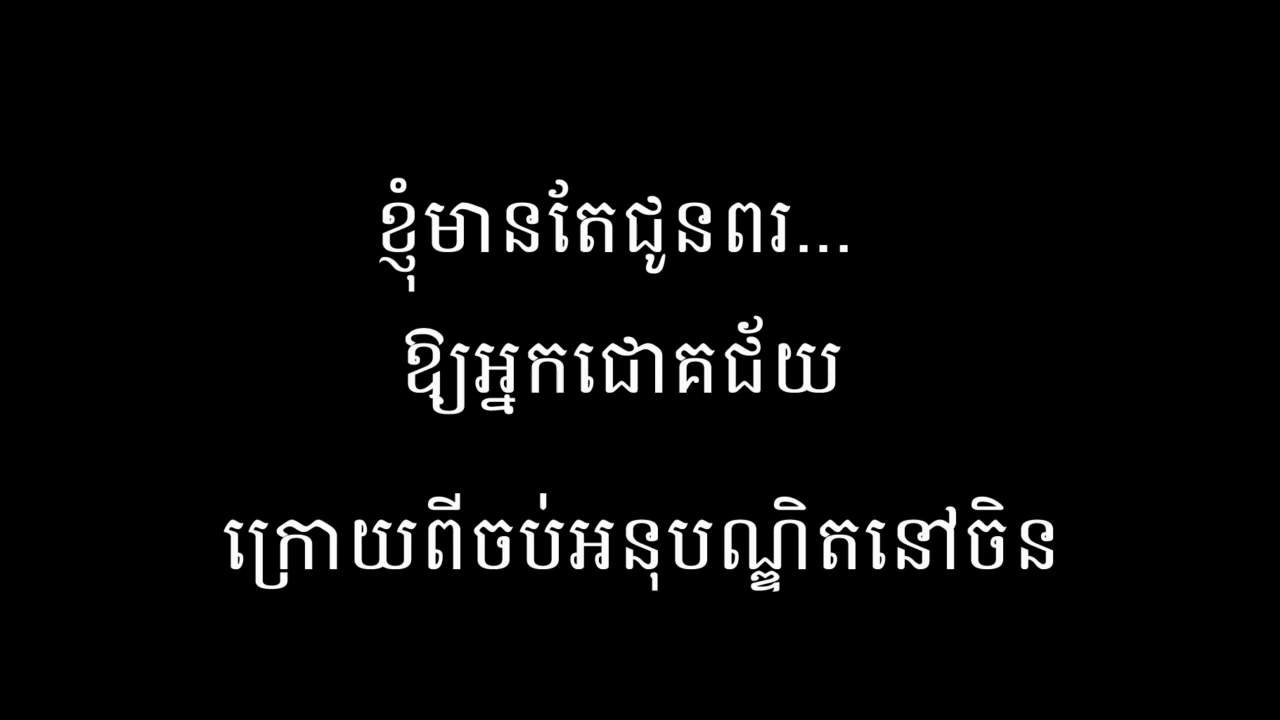 ខ្ញុំមានតែជូនពរ...
ឱ្យអ្នកជោគជ័យ
ក្រោយពីចប់អនុបណ្ឌិតនៅចិន